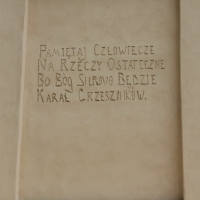 PAMIĘTAJ CZŁOWIECZE
NA RZECZY OSTATECZNE
BO BÓG SUROWO BĘDZIE
KARAŁ GRZESZNIKÓW.